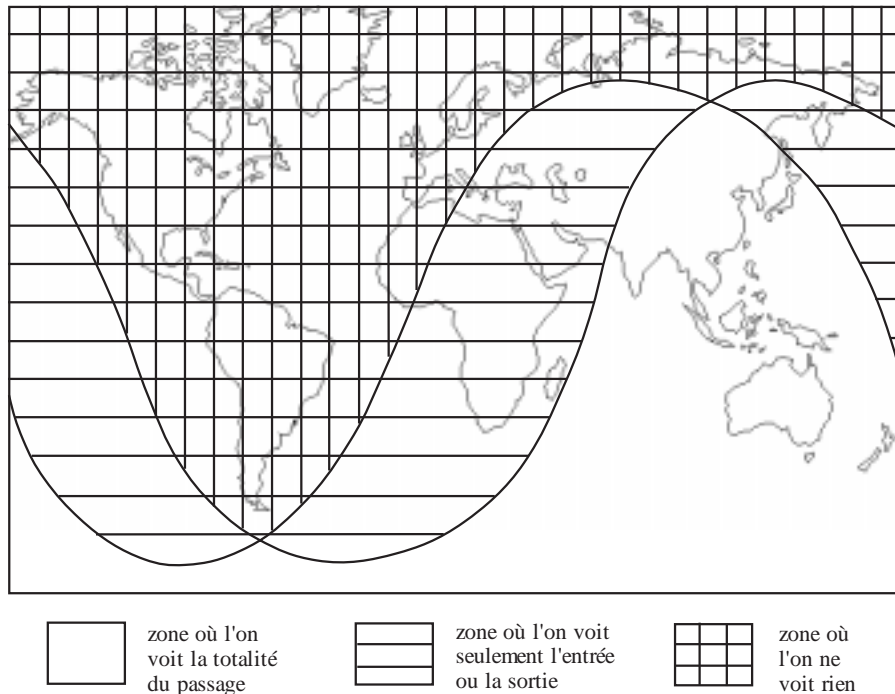 zone où l'on
voit la totalité
du passage
zone où l'on voit
seulement l'entrée
ou la sortie
zone où
l'on ne
voit rien